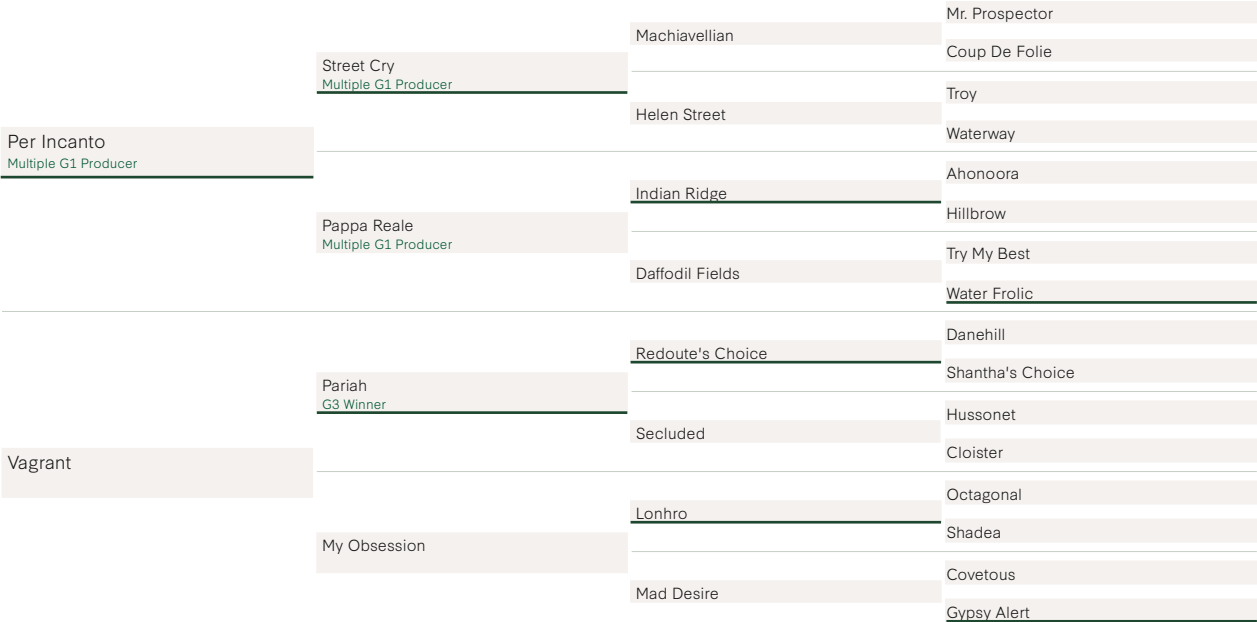 Mr. Prospector
Machiavellian
Coup De Folie
Street Cry
Multiple G1 Producer
Troy
Helen Street
Waterway
Per Incanto
Multiple G1 Producer
Ahonoora
Indian Ridge
Hillbrow
Pappa Reale
Multiple G1 Producer
Try My Best
Daffodil Fields
Water Frolic
Danehill
Redoute's Choice
Shantha's Choice
Pariah
G3 Winner
Hussonet
Secluded
Cloister
Vagrant
Octagonal
Lonhro
Shadea
My Obsession
Covetous
Mad Desire
Gypsy Alert